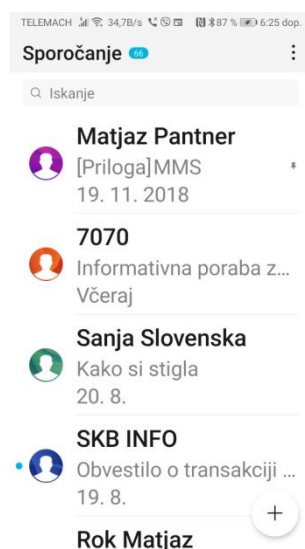 TELEMACH 34,7B/s 87 % 6:25 dop.
Sporočanje 66
Iskanje
Matjaz Pantner
[Priloga]MMS
19. 11. 2018
7070
Informativna poraba z...
Včeraj
Sanja Slovenska
Kako si stigla
20. 8.
SKB INFO
Obvestilo o transakciji ...
19. 8.
Rok Matjaz